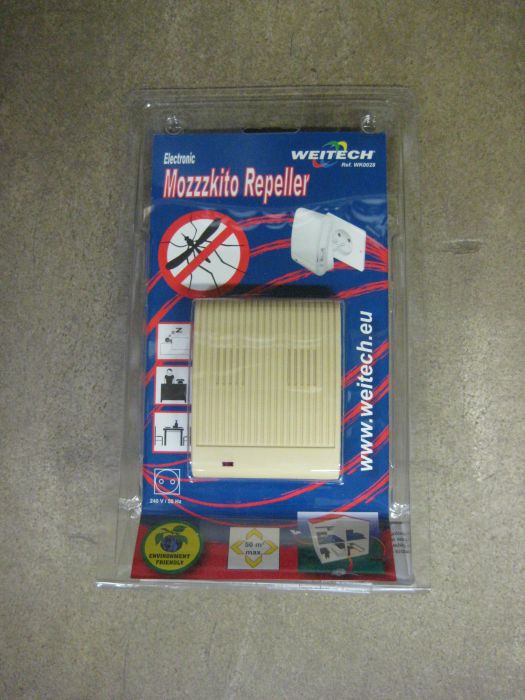 Electronic
Mozzzkito Repeller
WEITECH®
Ref. WK0028
Z
www.weitech.eu
240 V / 50 Hz
ENVIRONMENT
FRIENDLY
50 m²
max.